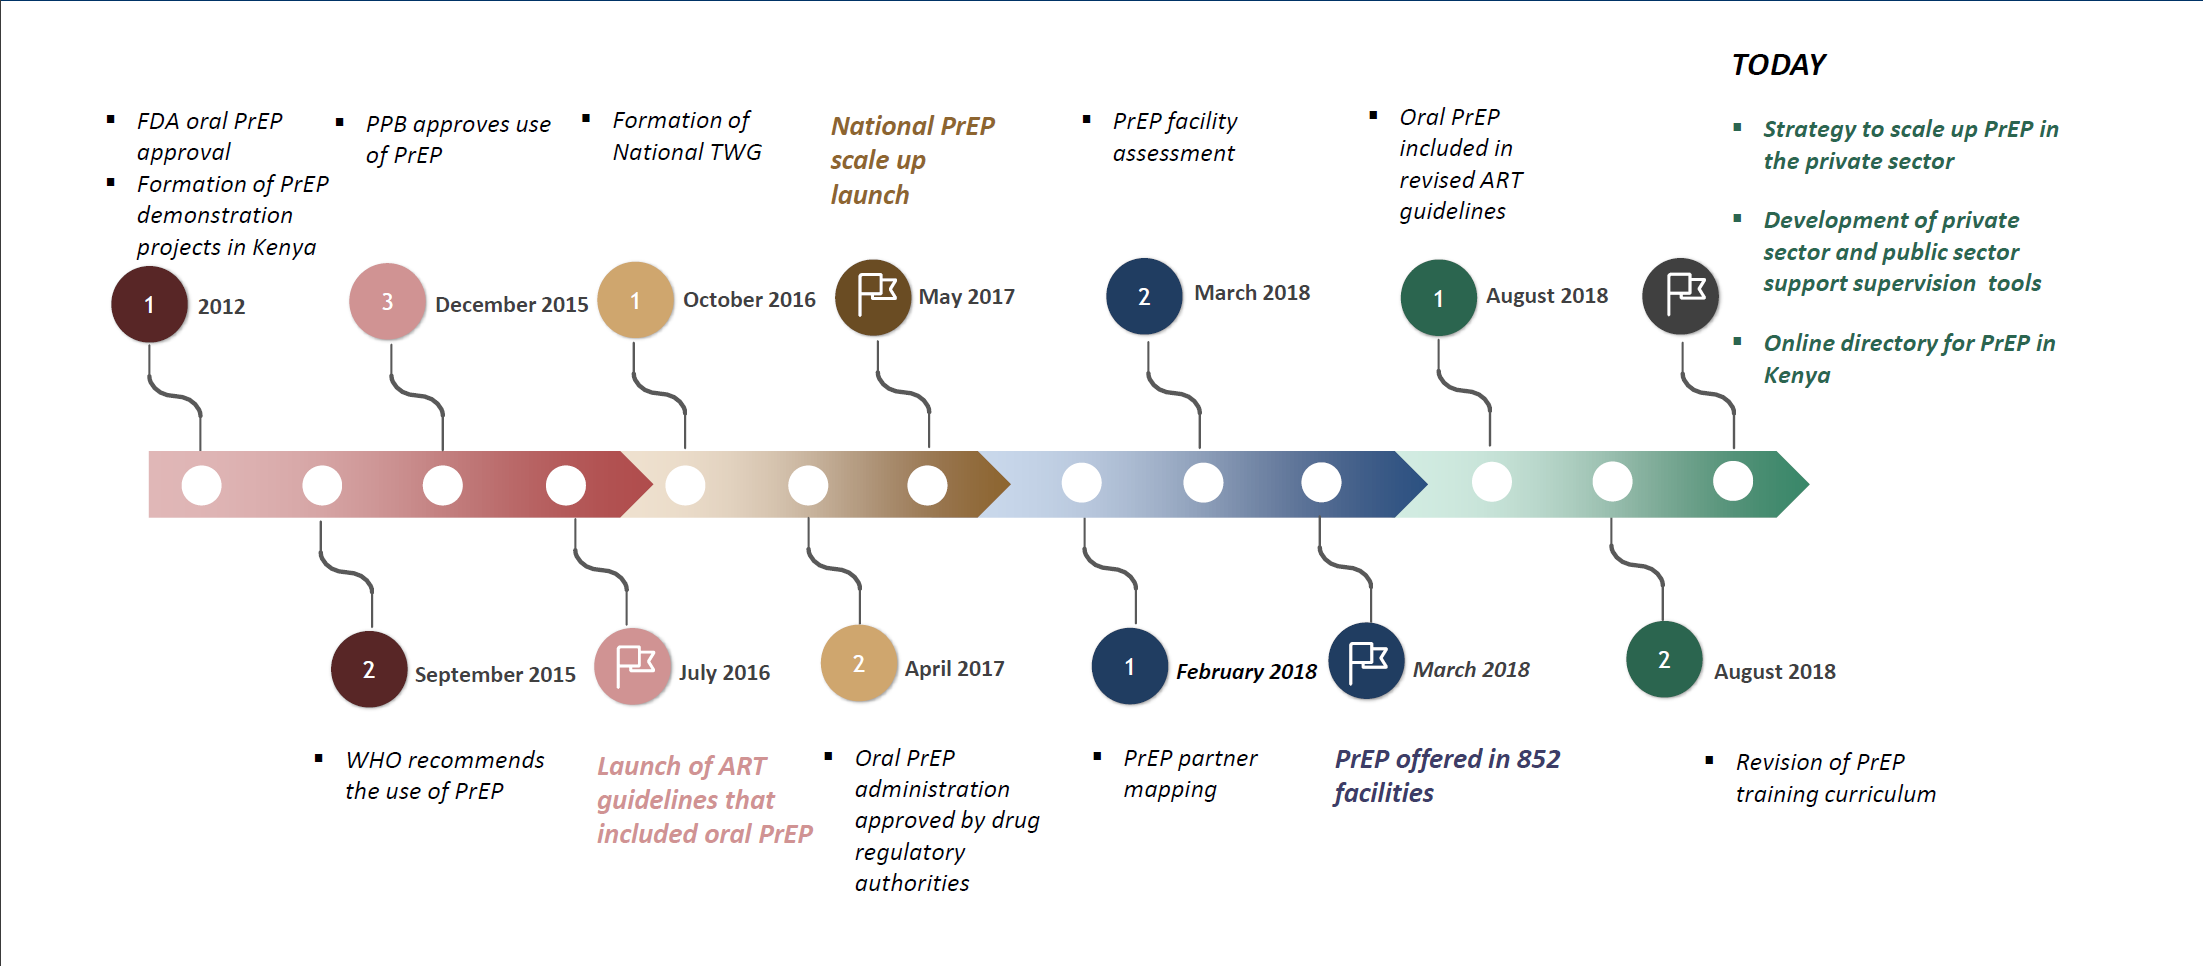 TODAY
▪ FDA oral PrEP
approval
▪ Formation of PrEP
demonstration
projects in Kenya
1
2012
▪ PPB approves use
of PrEP
3
December 2015
▪ Formation of
National TWG
1
October 2016
National PrEP
scale up
launch
May 2017
▪ PrEP facility
assessment
2
March 2018
▪ Oral PrEP
included in
revised ART
guidelines
1
August 2018
▪ Strategy to scale up PrEP in
the private sector
▪ Development of private
sector and public sector
support supervision tools
▪ Online directory for PrEP in
Kenya
2
September 2015
▪ WHO recommends
the use of PrEP
July 2016
Launch of ART
guidelines that
included oral PrEP
2
April 2017
▪ Oral PrEP
administration
approved by drug
regulatory
authorities
1
February 2018
▪ PrEP partner
mapping
March 2018
PrEP offered in 852
facilities
2
August 2018
▪ Revision of PrEP
training curriculum